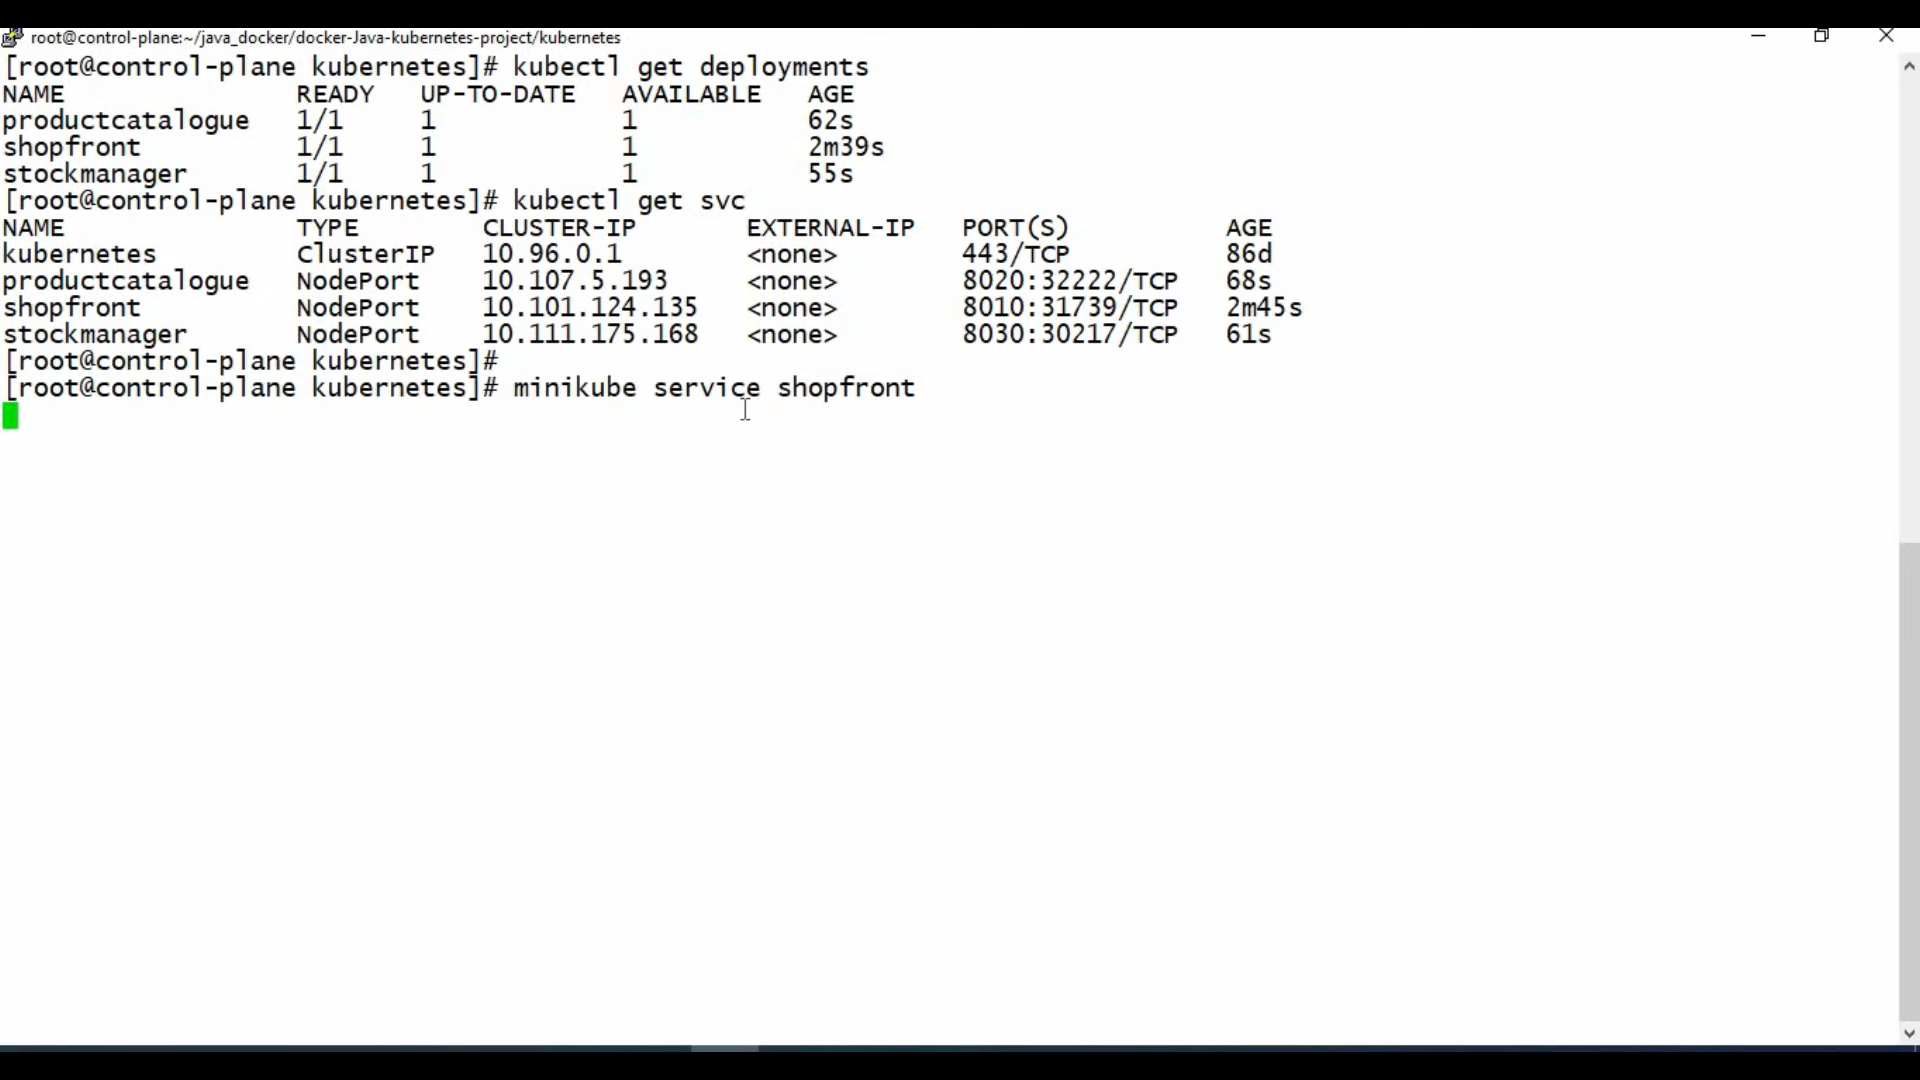 root@control-plane:~/java_docker/docker-Java-kubernetes-project/kubernetes
[root@control-plane kubernetes]# kubectl get deployments
NAME READY UP-TO-DATE AVAILABLE AGE
productcatalogue 1/1 1 1 62s
shopfront 1/1 1 1 2m39s
stockmanager 1/1 1 1 55s
[root@control-plane kubernetes]# kubectl get svc
NAME TYPE CLUSTER-IP EXTERNAL-IP PORT(S) AGE
kubernetes ClusterIP 10.96.0.1 <none> 443/TCP 86d
productcatalogue NodePort 10.107.5.193 <none> 8020:32222/TCP 68s
shopfront NodePort 10.101.124.135 <none> 8010:31739/TCP 2m45s
stockmanager NodePort 10.111.175.168 <none> 8030:30217/TCP 61s
[root@control-plane kubernetes]#
[root@control-plane kubernetes]# minikube service shopfront